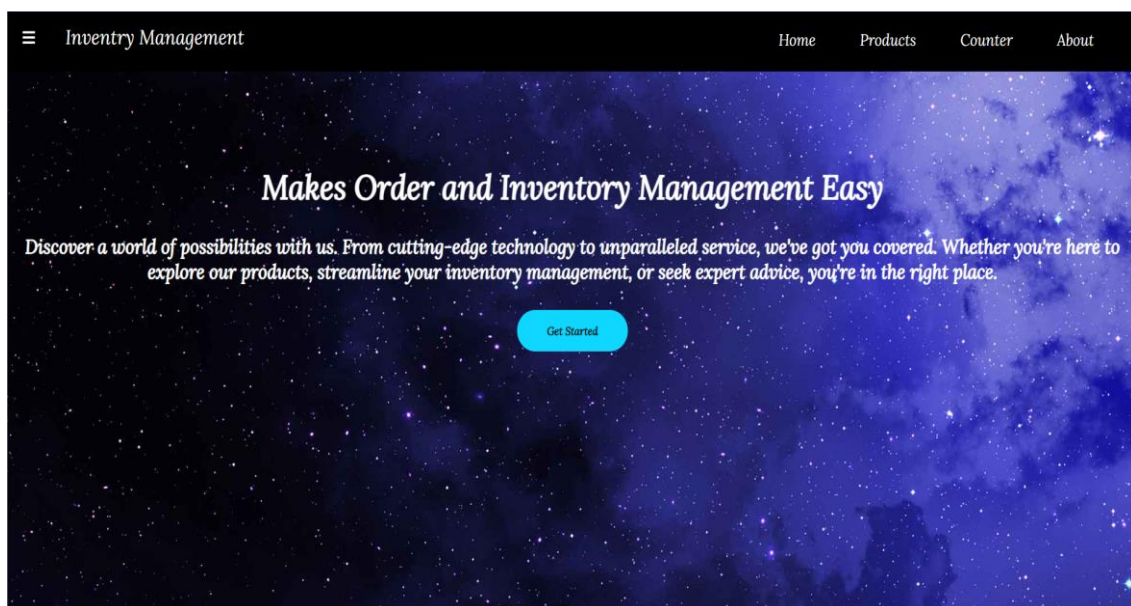 Inventry Management
Home Products Counter About
Makes Order and Inventory Management Easy
Discover a world of possibilities with us. From cutting-edge technology to unparalleled service, we've got you covered. Whether you're here to
explore our products, streamline your inventory management, or seek expert advice, you're in the right place.
Get Started